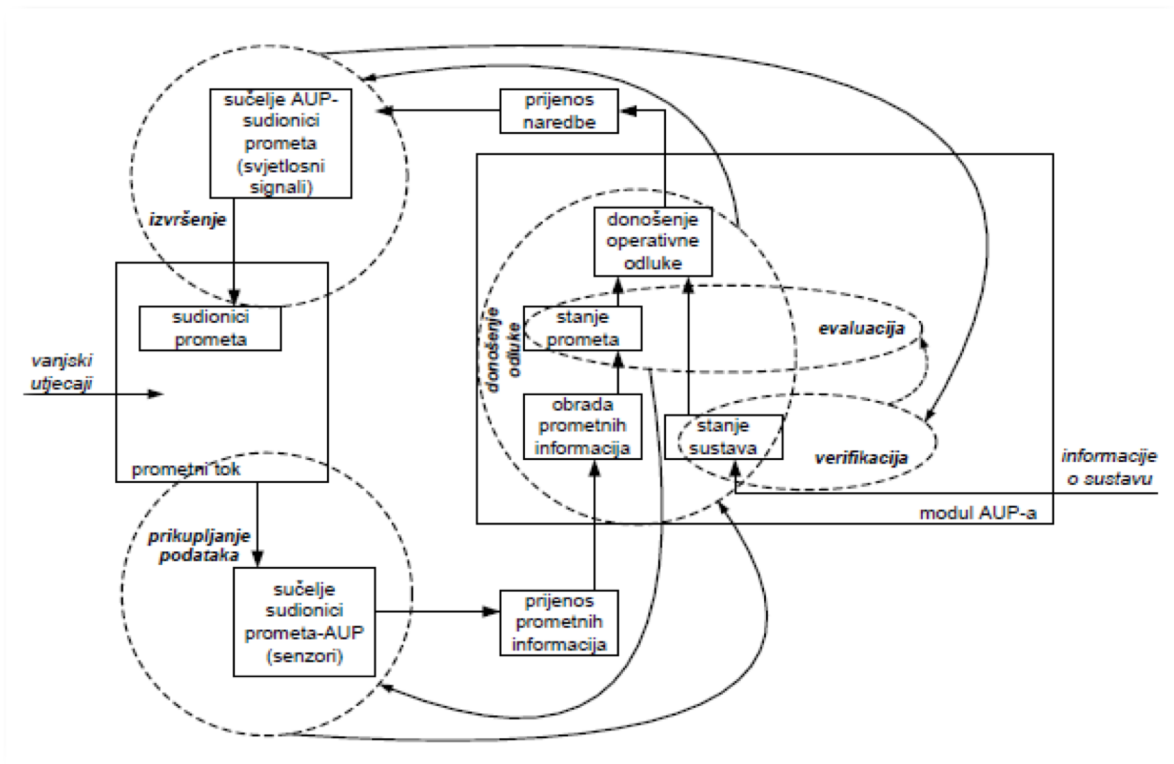 sučelje AUP-
sudionici
prometa
(svjetlosni
signali)
prijenos
naredbe
izvršenje
donošenje
operativne
odluke
sudionici
prometa
stanje
prometa
evaluacija
donošenje
odluke
vanjski
utjecaji
obrada
prometnih
informacija
stanje
sustava
verifikacija
informacije
o sustavu
prometni tok
modul AUP-a
prikupljanje
podataka
sučelje
sudionici
prometa-AUP
(senzori)
prijenos
prometnih
informacija